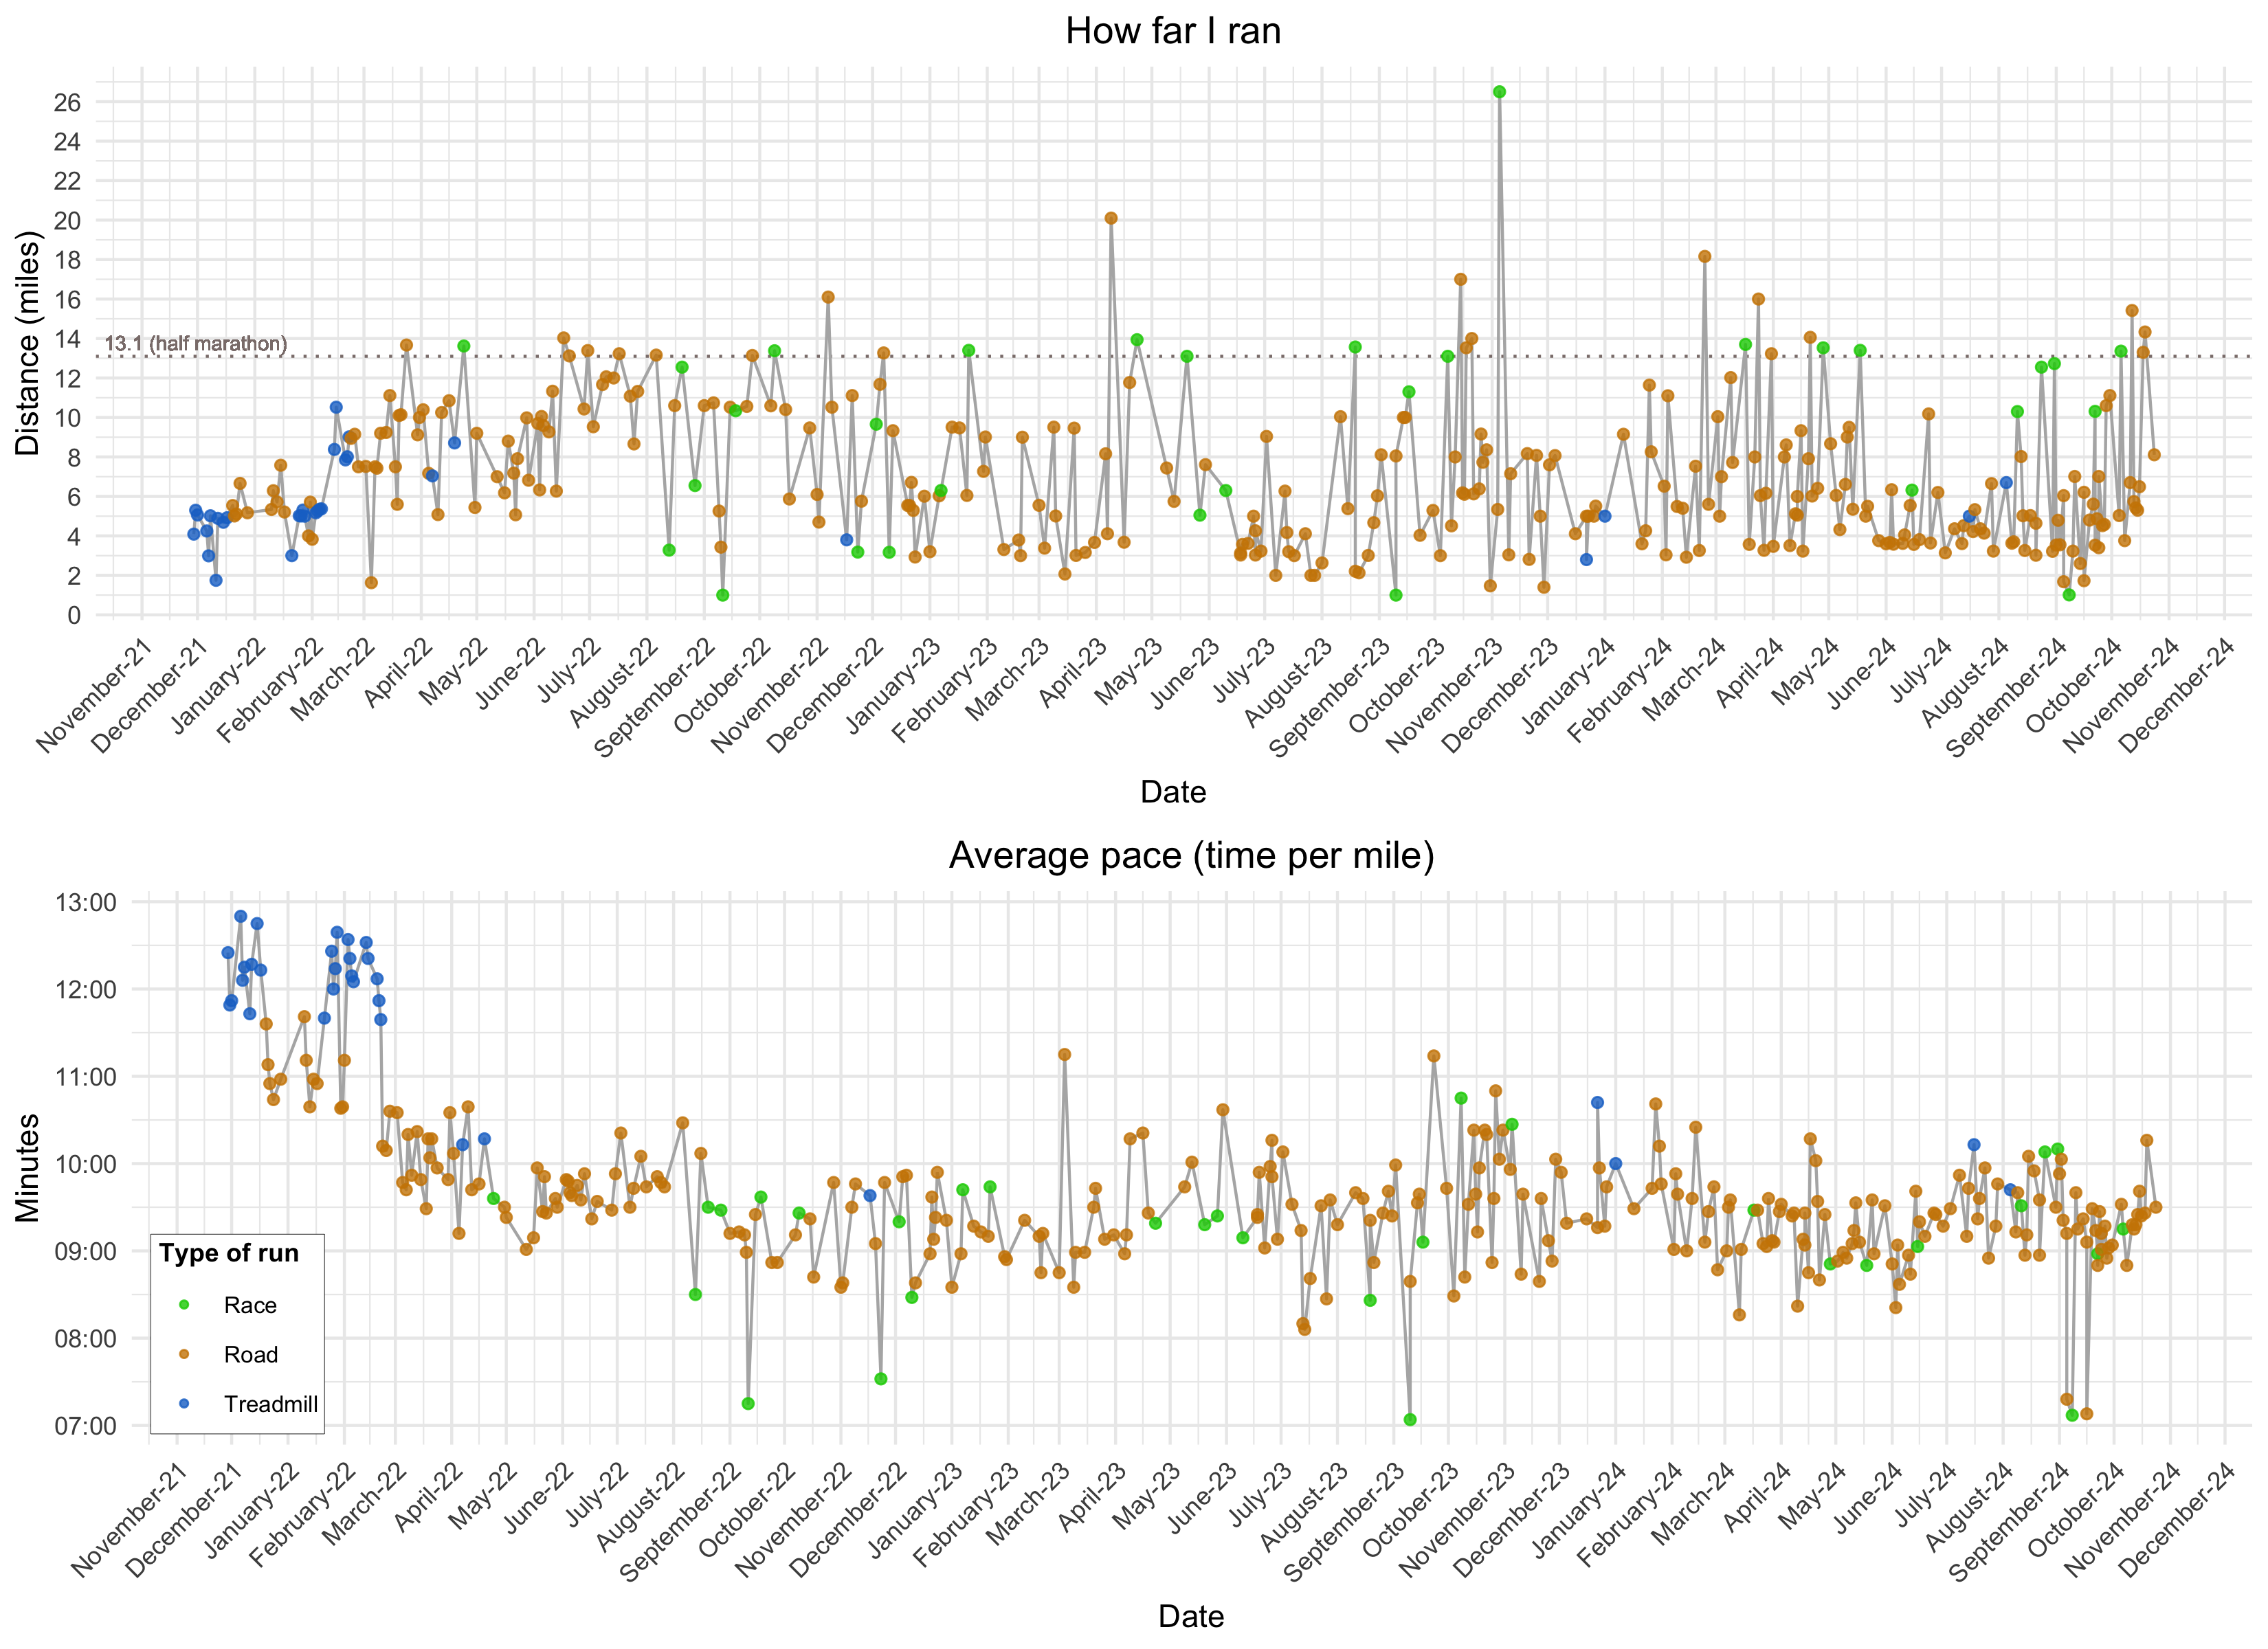 How far I ran
Distance (miles)
26
24
22
20
18
16
14
12
10
8
6
4
2
0
13.1 (half marathon)
November-21
December-21
January-22
February-22
March-22
April-22
May-22
June-22
July-22
August-22
September-22
October-22
November-22
December-22
January-23
February-23
March-23
April-23
May-23
June-23
July-23
August-23
September-23
October-23
November-23
December-23
January-24
February-24
March-24
April-24
May-24
June-24
July-24
August-24
September-24
October-24
November-24
December-24
Date
Average pace (time per mile)
Minutes
13:00
12:00
11:00
10:00
09:00
08:00
07:00
Type of run
Race
Road
Treadmill
November-21
December-21
January-22
February-22
March-22
April-22
May-22
June-22
July-22
August-22
September-22
October-22
November-22
December-22
January-23
February-23
March-23
April-23
May-23
June-23
July-23
August-23
September-23
October-23
November-23
December-23
January-24
February-24
March-24
April-24
May-24
June-24
July-24
August-24
September-24
October-24
November-24
December-24
Date